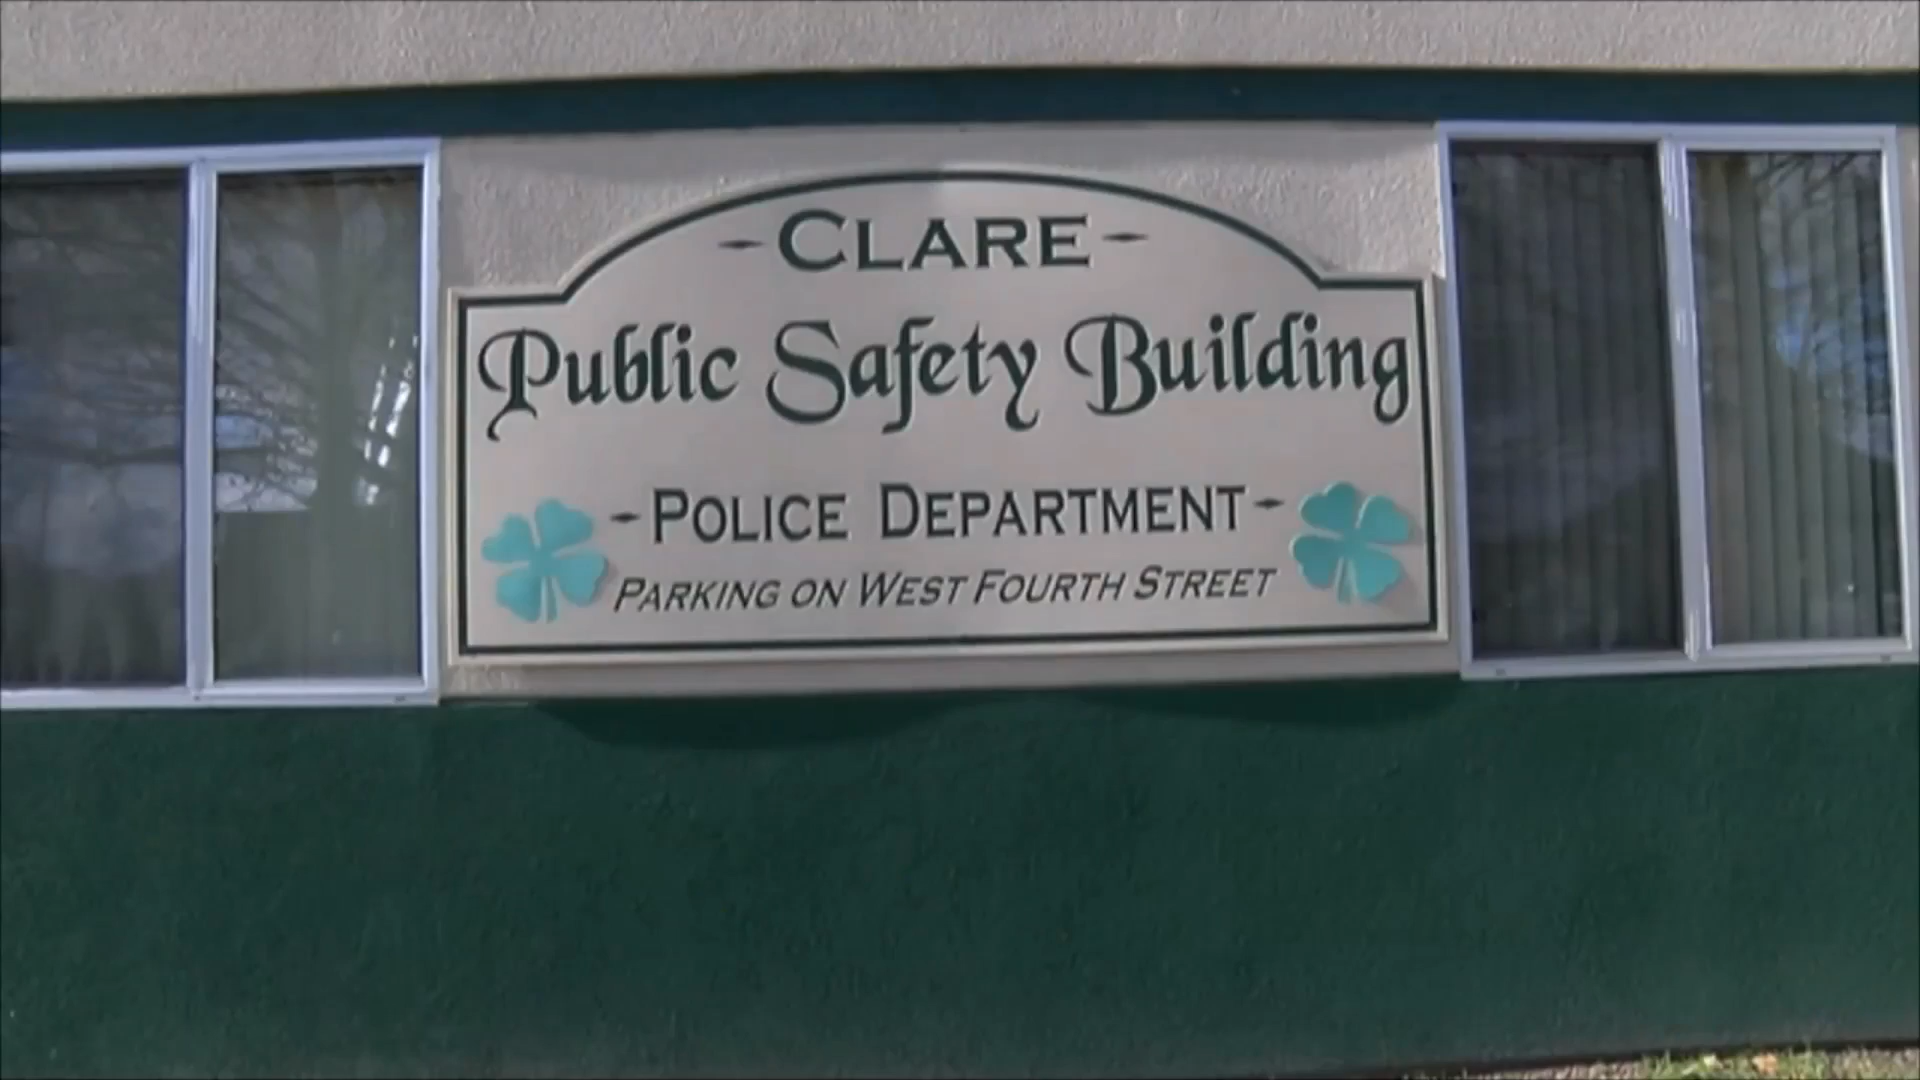 - CLARE -
Public Safety Building
- POLICE DEPARTMENT -
PARKING ON WEST FOURTH STREET